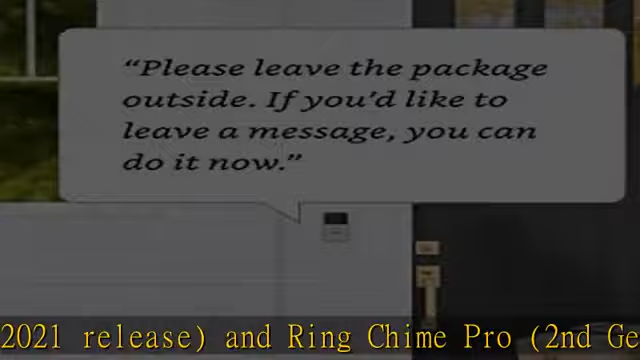 “Please leave the package
outside. If you’d like to
leave a message, you can
do it now.”
2021 release) and Ring Chime Pro (2nd Ge